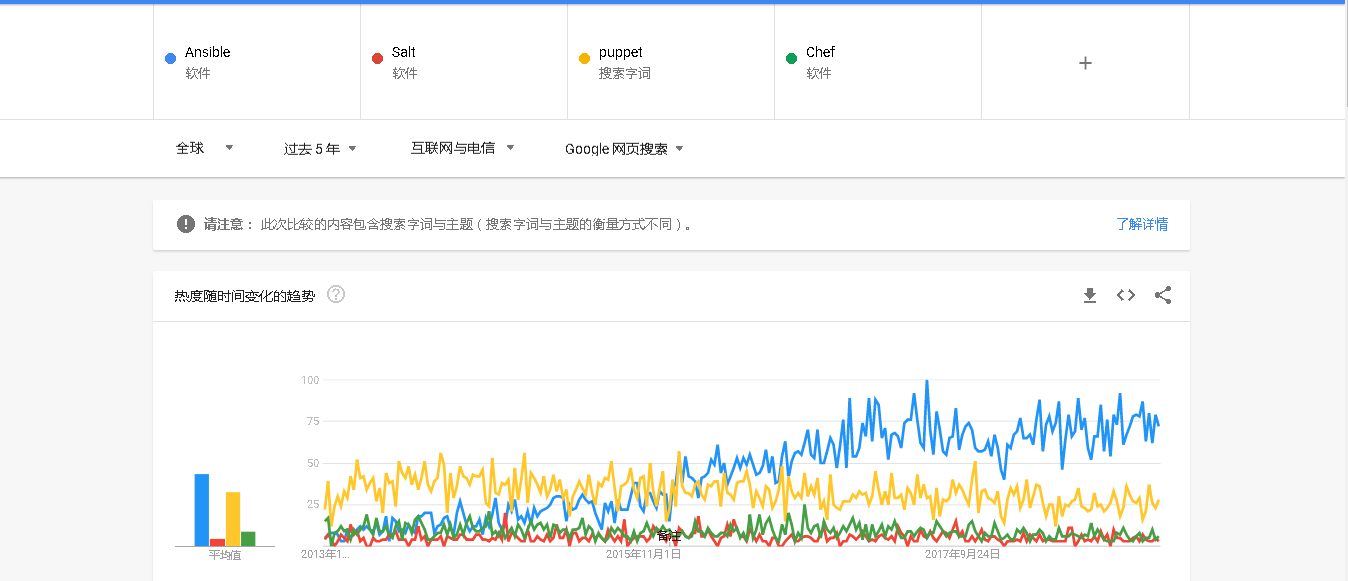 Ansible
软件
Salt
软件
puppet
搜索字词
Chef
软件
+
全球
过去 5 年
互联网与电信
Google 网页搜索
请注意： 此次比较的内容包含搜索字词与主题（搜索字词与主题的衡量方式不同）。
了解详情
热度随时间变化的趋势
100
75
50
25
备注
平均值
2013年1...
2015年11月1日
2017年9月24日